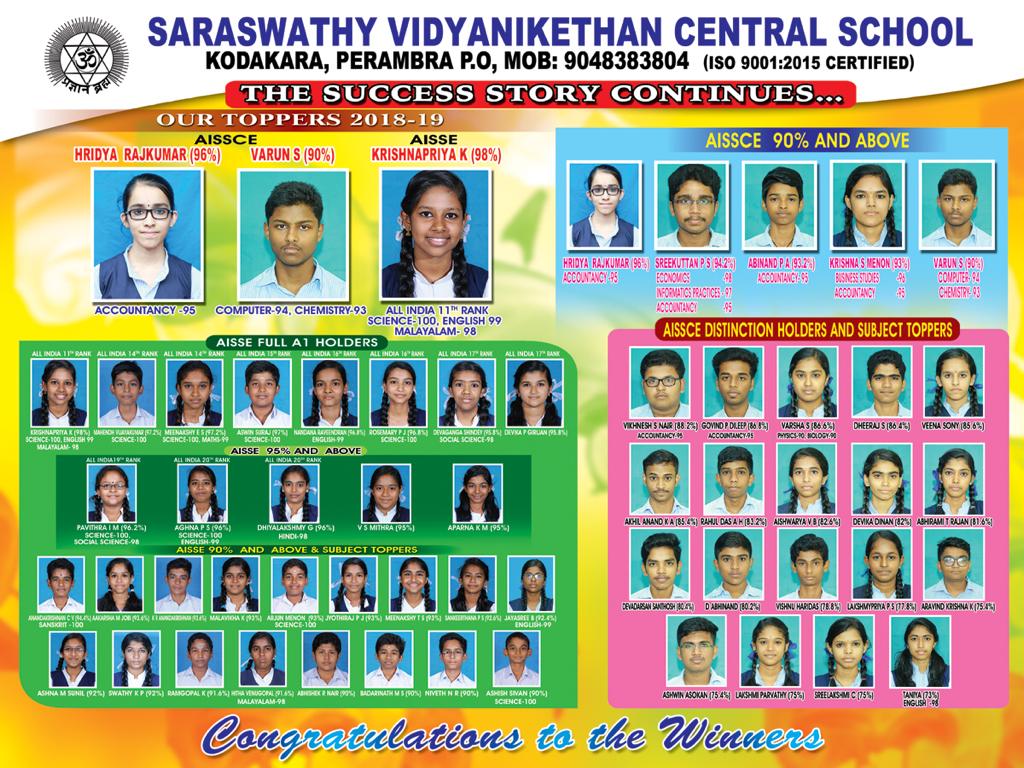 SARASWATHY VIDYANIKETHAN CENTRAL SCHOOL
KODAKARA, PERAMBRA P.O, MOB: 9048383804 (ISO 9001:2015 CERTIFIED)
ॐ
प्रज्ञानं ब्रह्म
THE SUCCESS STORY CONTINUES...
OUR TOPPERS 2018-19
AISSCE
AISSE
HRIDYA RAJKUMAR (96%) VARUN S (90%) KRISHNAPRIYA K (98%)
ACCOUNTANCY -95 COMPUTER-94, CHEMISTRY-93 ALL INDIA 11TH RANK
SCIENCE-100, ENGLISH 99
MALAYALAM- 98
AISSCE 90% AND ABOVE
HRIDYA RAJKUMAR (96%) SREEKUTTAN P S (94.2%) ABINAND P A (93.2%) KRISHNA S MENON (93%) VARUN S (90%)
ACCOUNTANCY -95 ECONOMICS -98 ACCOUNTANCY- 95 BUSINESS STUDIES -96 COMPUTER- 94
INFORMATICS PRACTICES - 97 ACCOUNTANCY -95 CHEMISTRY- 93
ACCOUNTANCY -95
AISSE FULL A1 HOLDERS
ALL INDIA 11TH RANK ALL INDIA 14TH RANK ALL INDIA 14TH RANK ALL INDIA 15TH RANK ALL INDIA 16TH RANK ALL INDIA 16TH RANK ALL INDIA 17TH RANK ALL INDIA 17TH RANK
KRISHNAPRIYA K (98%) MAHENDH VIJAYAKUMAR (97.2%) MEENAKSHY E S (97.2%) ASWIN SURAJ (97%) NANDANA RAVEENDRAN (96.8%) ROSEMARY P J (96.8%) DEVAGANGA SHINDEY (95.8%) DEVIKA P GIRIJAN (95.8%)
SCIENCE-100, ENGLISH 99 SCIENCE-100 SCIENCE-100, MATHS-99 SCIENCE-100 ENGLISH-99 SCIENCE-100 SOCIAL SCIENCE-98
MALAYALAM- 98
AISSE 95% AND ABOVE
ALL INDIA 19TH RANK ALL INDIA 20TH RANK ALL INDIA 20TH RANK
PAVITHRA I M (96.2%) AGHNA P S (96%) DHIYALAKSHMY G (96%) V S MITHRA (95%) APARNA K M (95%)
SCIENCE-100, SCIENCE-100 HINDI-98
SOCIAL SCIENCE-98 ENGLISH-99
AISSE 90% AND ABOVE & SUBJECT TOPPERS
ANANDAKRISHNAN C Y (94.4%) AAKARSHA M JOBI (93.6%) (93.6%) MALAVIKHA K (93%) ARJUN MENON (93%) JYOTHIRAJ P J (93%) MEENAKSHY T S (93%) SANKEERTHANA P S (92.6%) JAYASREE B (92.4%)
SANSKRIT -100 SCIENCE-100 ENGLISH-99
ASHNA M SUNIL (92%) SWATHY K P (92%) RAMGOPAL K (91.6%) HITHA VENUGOPAL (91.6%) ABHISHEK R NAIR (90%) BADARINATH M S (90%) NIVETH N R (90%) ASHISH SIVAN (90%)
MALAYALAM-98 SCIENCE-100
AISSCE DISTINCTION HOLDERS AND SUBJECT TOPPERS
VIKHNESH S NAIR (88.2%) GOVIND P DILEEP (86.8%) VARSHA S (86.6%) DHEERAJ S (86.4%) VEENA SONY (85.6%)
ACCOUNTANCY-95 ACCOUNTANCY-95 PHYSICS-90, BIOLOGY-90
AKHIL ANAND K A (85.4%) RAHUL DAS A H (83.2%) AISHWARYA V B (82.6%) DEVIKA DINAN (82%) ABHIRAMI T RAJAN (81.6%)
DEVADARSAN SANTHOSH (80.4%) D ABHINAND (80.2%) VISHNU HARIDAS (78.8%) LAKSHMYPRIYA P S (77.8%) ARAVIND KRISHNA K (75.4%)
ASHWIN ASOKAN (75.4%) LAKSHMI PARVATHY (75%) SREELAKSHMI C (75%) TANIYA (73%)
ENGLISH -98
Congratulations to the Winners